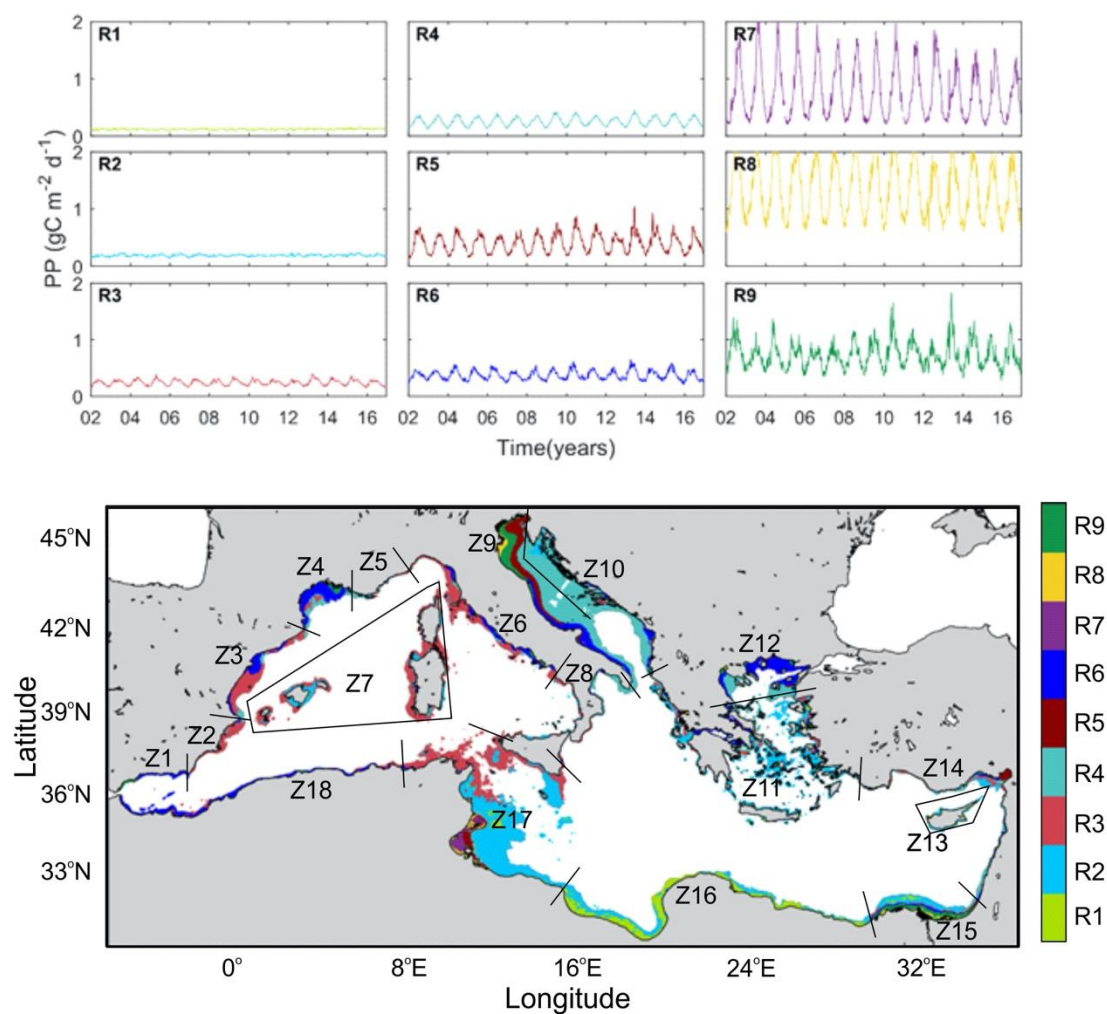 R1
R4
R7
R2
R5
R8
R3
R6
R9
2
1
0
2
1
0
2
1
0
PP (gC m⁻² d⁻¹)
02 04 06 08 10 12 14 16
02 04 06 08 10 12 14 16
02 04 06 08 10 12 14 16
Time(years)
45°N
42°N
39°N
36°N
33°N
Latitude
Z1
Z2
Z3
Z4
Z5
Z6
Z7
Z8
Z9
Z10
Z11
Z12
Z13
Z14
Z15
Z16
Z17
Z18
R9
R8
R7
R6
R5
R4
R3
R2
R1
0° 8°E 16°E 24°E 32°E
Longitude